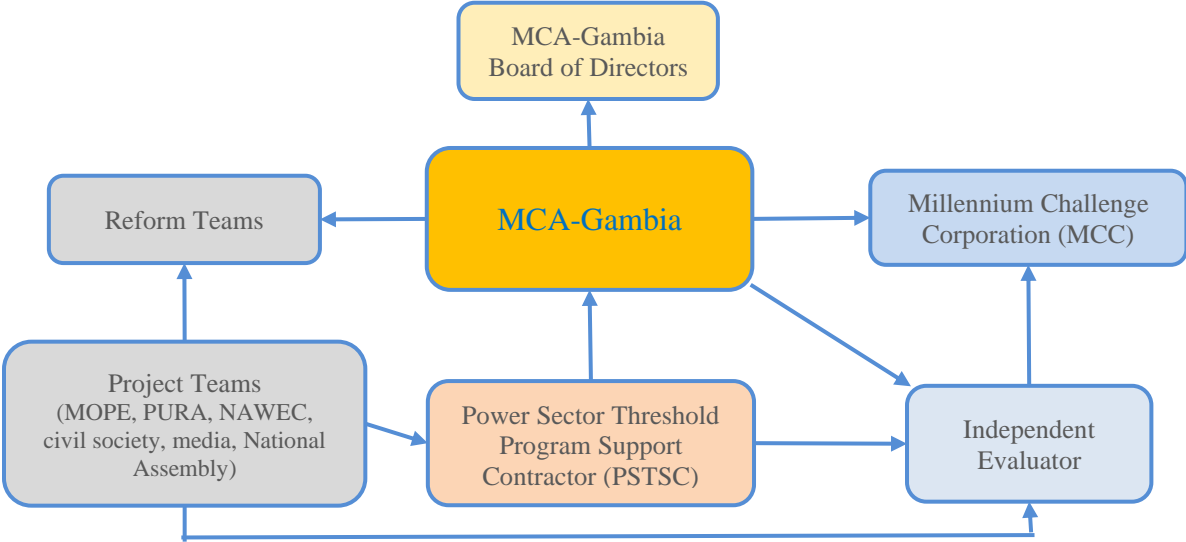 MCA-Gambia
Board of Directors
Reform Teams
MCA-Gambia
Millennium Challenge
Corporation (MCC)
Project Teams
(MOPE, PURA, NAWEC,
civil society, media, National
Assembly)
Power Sector Threshold
Program Support
Contractor (PSTSC)
Independent
Evaluator